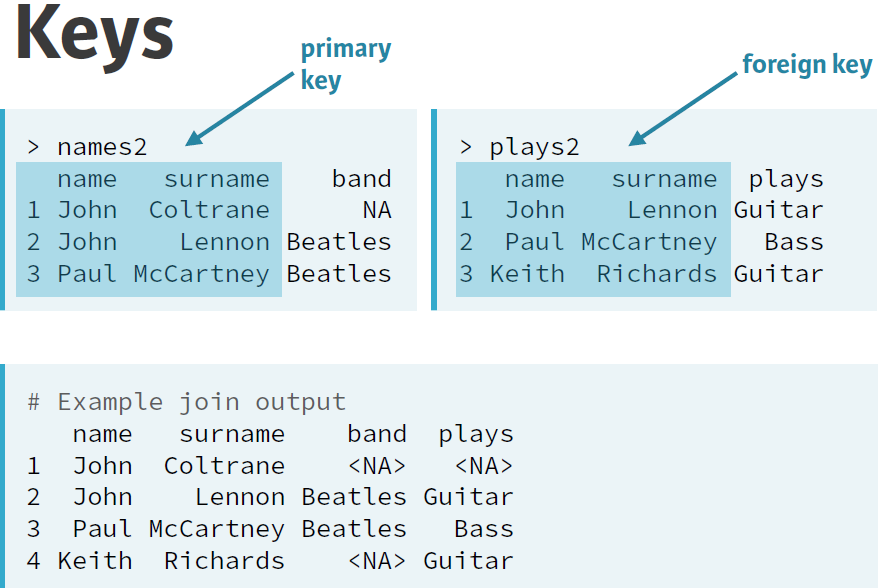 Keys
primary
key
foreign key
> names2
name surname band
1 John Coltrane NA
2 John Lennon Beatles
3 Paul McCartney Beatles
> plays2
name surname plays
1 John Lennon Guitar
2 Paul McCartney Bass
3 Keith Richards Guitar
# Example join output
name surname band plays
1 John Coltrane <NA> <NA>
2 John Lennon Beatles Guitar
3 Paul McCartney Beatles Bass
4 Keith Richards <NA> Guitar